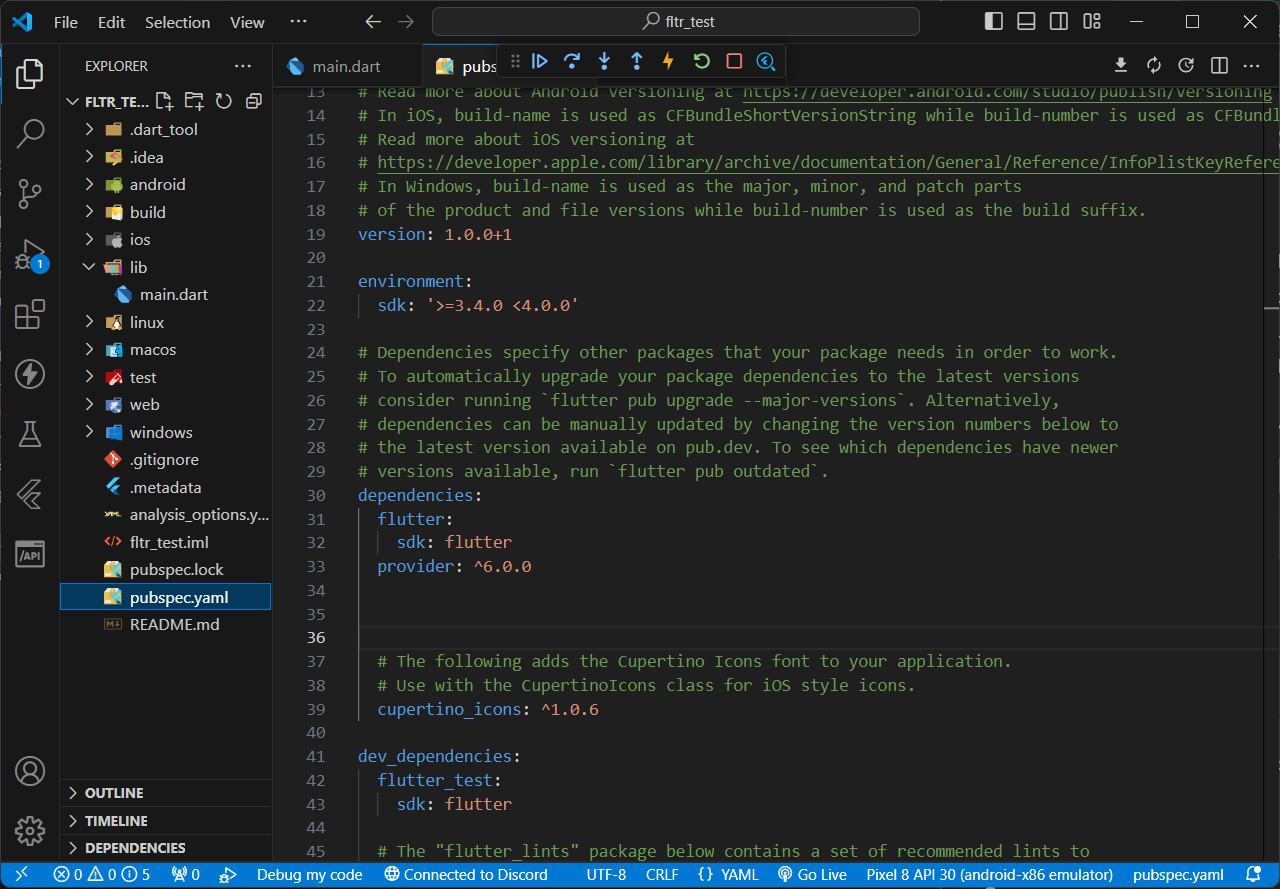 File Edit Selection View ··· fltr_test
EXPLORER ···
main.dart
pubs
FLTR_TE...
.dart_tool
.idea
android
build
ios
lib
main.dart
linux
macos
test
web
windows
.gitignore
.metadata
analysis_options.y...
fltr_test.iml
pubspec.lock
pubspec.yaml
README.md
OUTLINE
TIMELINE
DEPENDENCIES
1
/API
13 # Read more about Android versioning at https://developer.android.com/studio/publish/versioning
14 # In iOS, build-name is used as CFBundleShortVersionString while build-number is used as CFBundl
15 # Read more about iOS versioning at
16 # https://developer.apple.com/library/archive/documentation/General/Reference/InfoPlistKeyRefere
17 # In Windows, build-name is used as the major, minor, and patch parts
18 # of the product and file versions while build-number is used as the build suffix.
19 version: 1.0.0+1
20
21 environment:
22 sdk: '>=3.4.0 <4.0.0'
23
24 # Dependencies specify other packages that your package needs in order to work.
25 # To automatically upgrade your package dependencies to the latest versions
26 # consider running `flutter pub upgrade --major-versions`. Alternatively,
27 # dependencies can be manually updated by changing the version numbers below to
28 # the latest version available on pub.dev. To see which dependencies have newer
29 # versions available, run `flutter pub outdated`.
30 dependencies:
31 flutter:
32 sdk: flutter
33 provider: ^6.0.0
34
35
36
37 # The following adds the Cupertino Icons font to your application.
38 # Use with the CupertinoIcons class for iOS style icons.
39 cupertino_icons: ^1.0.6
40
41 dev_dependencies:
42 flutter_test:
43 sdk: flutter
44
45 # The "flutter_lints" package below contains a set of recommended lints to
0 0 5 0 Debug my code Connected to Discord UTF-8 CRLF {} YAML Go Live Pixel 8 API 30 (android-x86 emulator) pubspec.yaml